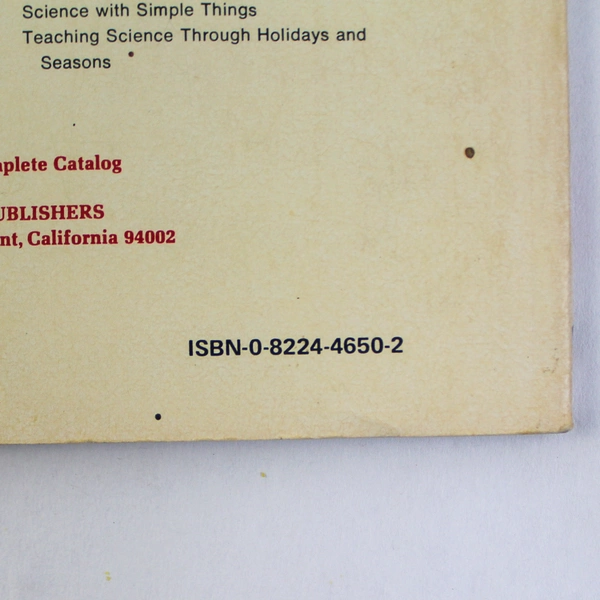 Science with Simple Things
Teaching Science Through Holidays and
Seasons
mplete Catalog
UBLISHERS
nt, California 94002
ISBN-0-8224-4650-2